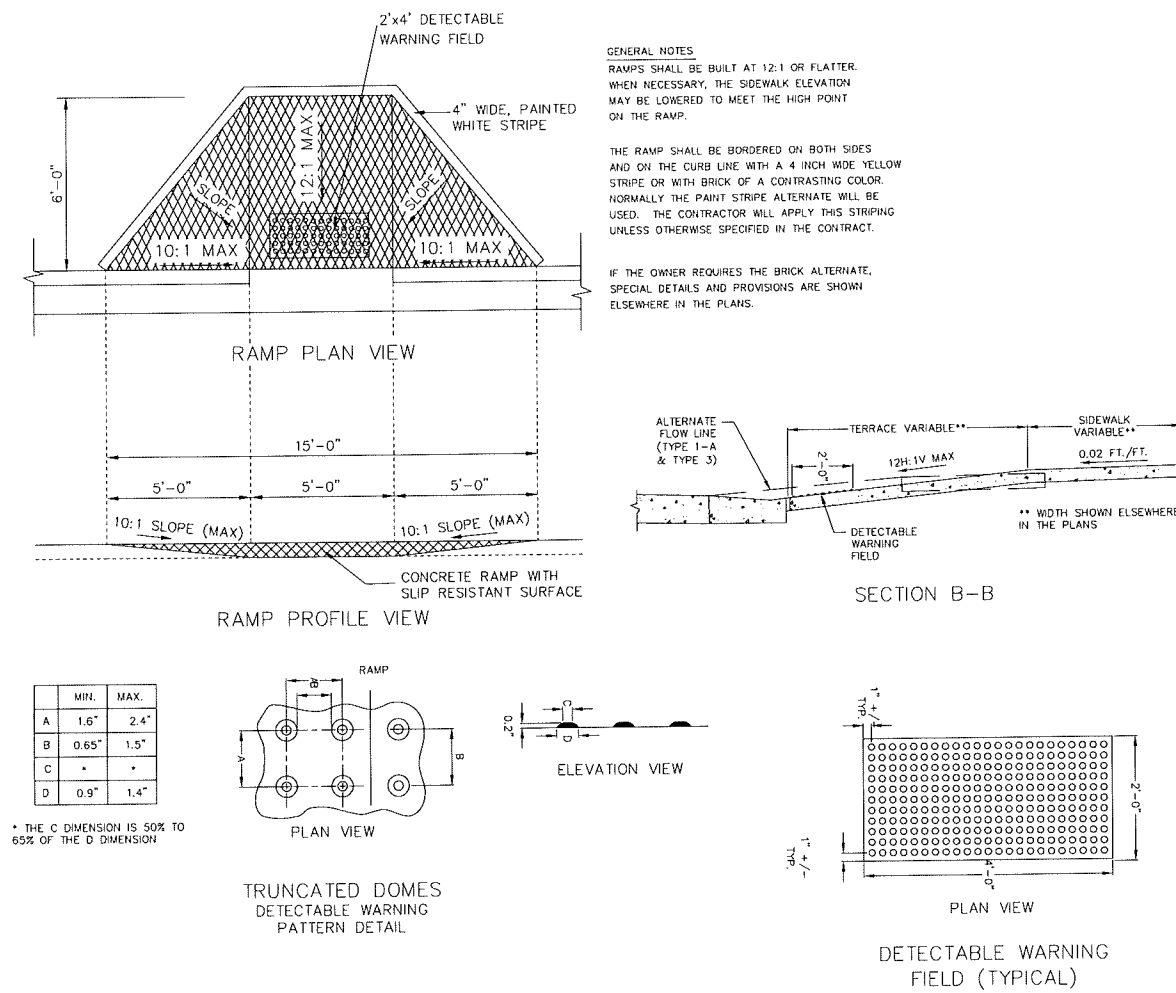 2'x4' DETECTABLE
WARNING FIELD
4" WIDE, PAINTED
WHITE STRIPE
6'-0"
12:1 MAX
SLOPE
SLOPE
10:1 MAX
10:1 MAX
RAMP PLAN VIEW
GENERAL NOTES
RAMPS SHALL BE BUILT AT 12:1 OR FLATTER.
WHEN NECESSARY, THE SIDEWALK ELEVATION
MAY BE LOWERED TO MEET THE HIGH POINT
ON THE RAMP.
THE RAMP SHALL BE BORDERED ON BOTH SIDES
AND ON THE CURB LINE WITH A 4 INCH WIDE YELLOW
STRIPE OR WITH BRICK OF A CONTRASTING COLOR.
NORMALLY THE PAINT STRIPE ALTERNATE WILL BE
USED. THE CONTRACTOR WILL APPLY THIS STRIPING
UNLESS OTHERWISE SPECIFIED IN THE CONTRACT.
IF THE OWNER REQUIRES THE BRICK ALTERNATE,
SPECIAL DETAILS AND PROVISIONS ARE SHOWN
ELSEWHERE IN THE PLANS.
15'-0"
5'-0"
5'-0"
5'-0"
10:1 SLOPE (MAX)
10:1 SLOPE (MAX)
CONCRETE RAMP WITH
SLIP RESISTANT SURFACE
RAMP PROFILE VIEW
ALTERNATE
FLOW LINE
(TYPE 1-A
& TYPE 3)
TERRACE VARIABLE**
SIDEWALK
VARIABLE**
2'-0"
12H:1V MAX
0.02 FT./FT.
DETECTABLE
WARNING
FIELD
** WIDTH SHOWN ELSEWHERE
IN THE PLANS
SECTION B-B
MIN. MAX.
A 1.6" 2.4"
B 0.65" 1.5"
C * *
D 0.9" 1.4"
* THE C DIMENSION IS 50% TO
65% OF THE D DIMENSION
RAMP
AB
A
B
PLAN VIEW
TRUNCATED DOMES
DETECTABLE WARNING
PATTERN DETAIL
C
0.2"
D
ELEVATION VIEW
1" +/-
TYP.
2'-0"
1" +/-
TYP.
4'-0"
PLAN VIEW
DETECTABLE WARNING
FIELD (TYPICAL)